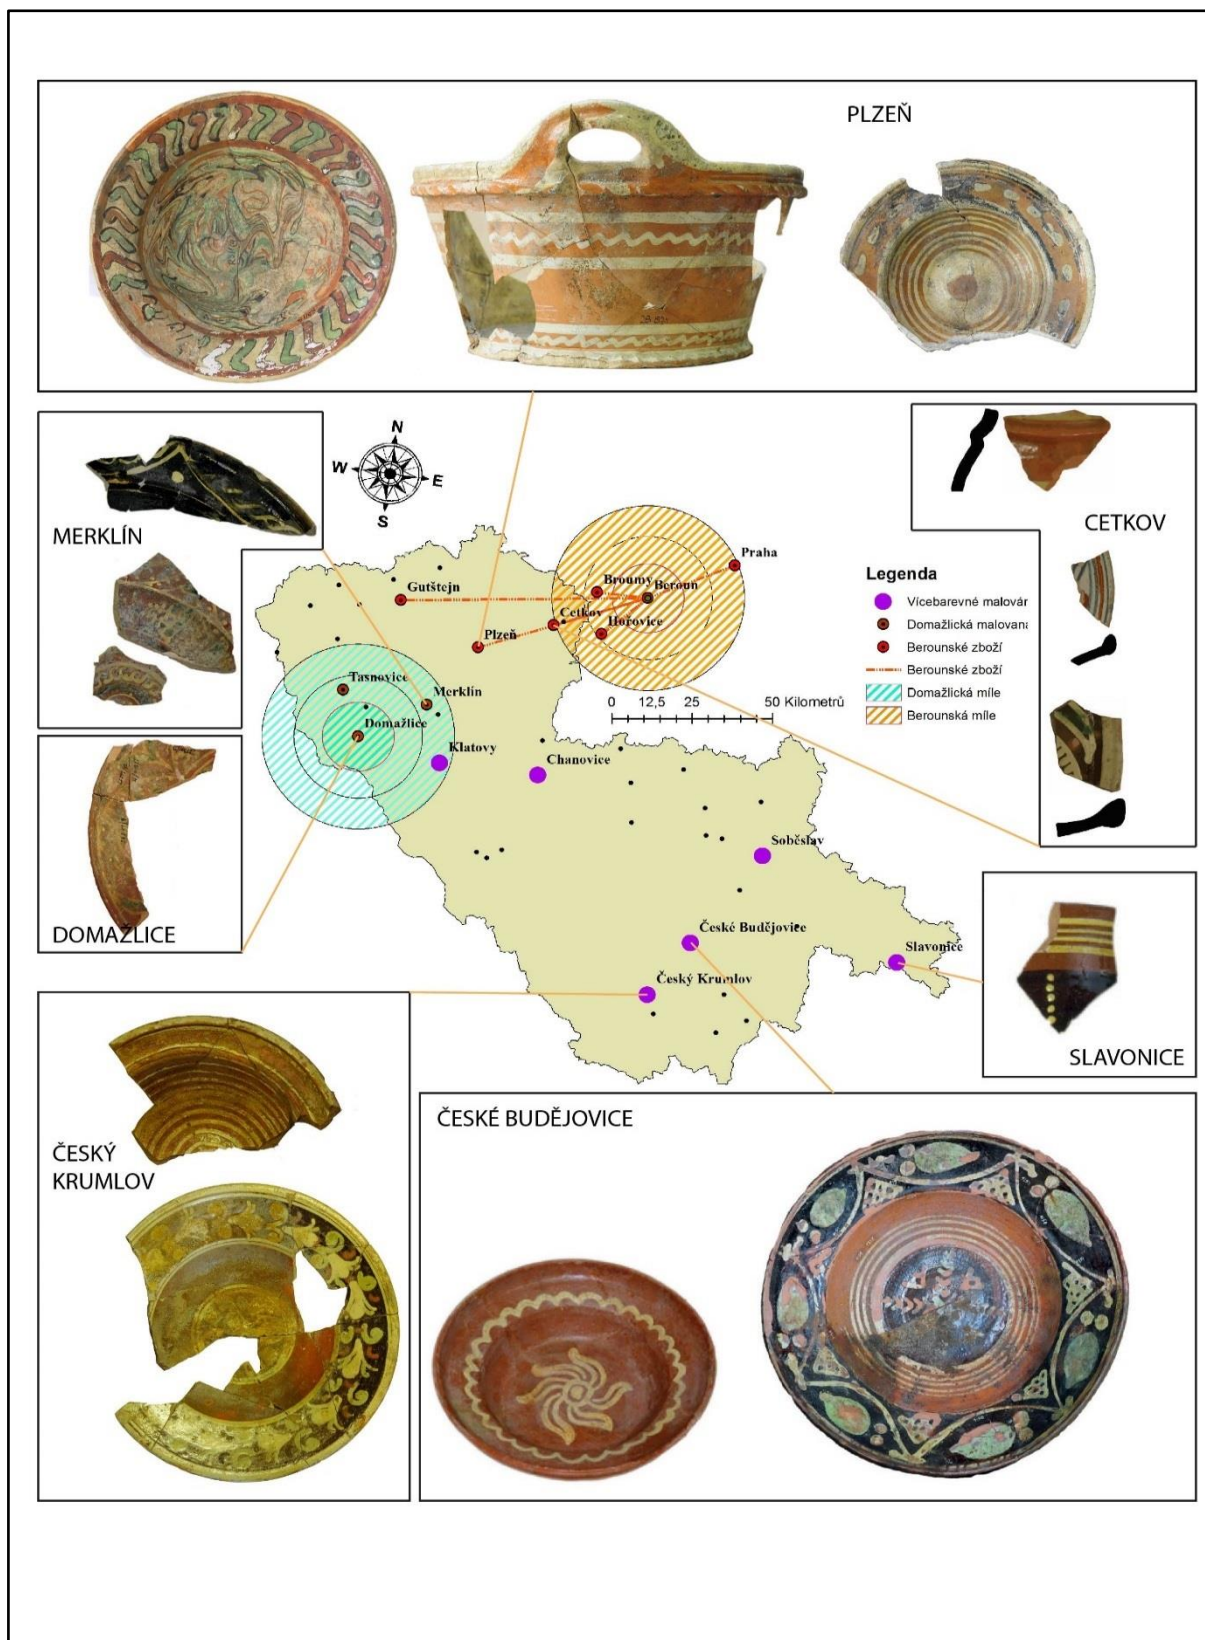 PLZEŇ
MERKLÍN
CETKOV
N
W
E
S
Praha
Broumy
Beroun
Gutštejn
Cetkov
Hořovice
Plzeň
Legenda
Vícebarevné malován
Domažlická malovaná
Berounské zboží
Berounské zboží
Domažlická míle
Berounská míle
Tasnovice
Merklín
Domažlice
0 12,5 25 50 Kilometrů
Klatovy
Chanovice
Soběslav
DOMAŽLICE
České Budějovice
Slavonice
Český Krumlov
SLAVONICE
ČESKÉ BUDĚJOVICE
ČESKÝ
KRUMLOV